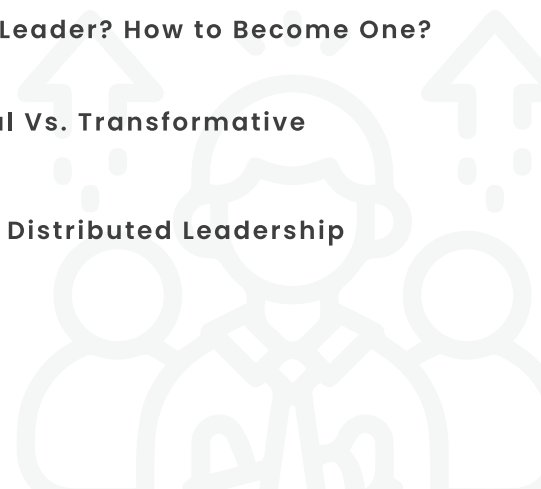 Leader? How to Become One?
l Vs. Transformative
Distributed Leadership